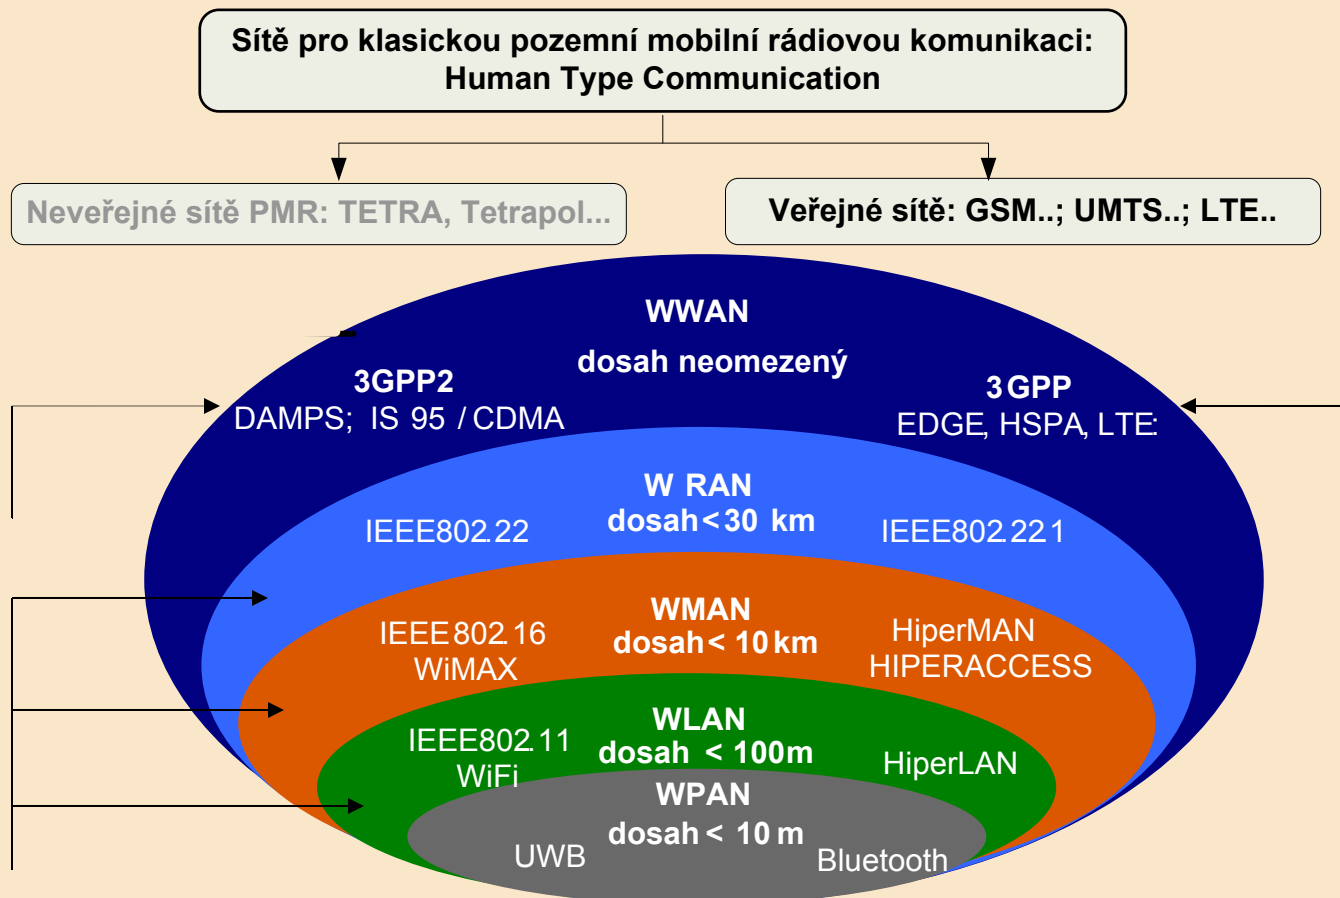 Sítě pro klasickou pozemní mobilní rádiovou komunikaci:
Human Type Communication
Neveřejné sítě PMR: TETRA, Tetrapol...
Veřejné sítě: GSM..; UMTS..; LTE..
WWAN
dosah neomezený
3GPP2
DAMPS; IS 95 / CDMA
3GPP
EDGE, HSPA, LTE:
W RAN
dosah < 30 km
IEEE802.22
IEEE802.22.1
WMAN
dosah < 10 km
IEEE802.16
WiMAX
HiperMAN
HIPERACCESS
WLAN
dosah < 100m
IEEE802.11
WiFi
HiperLAN
WPAN
dosah < 10 m
UWB
Bluetooth